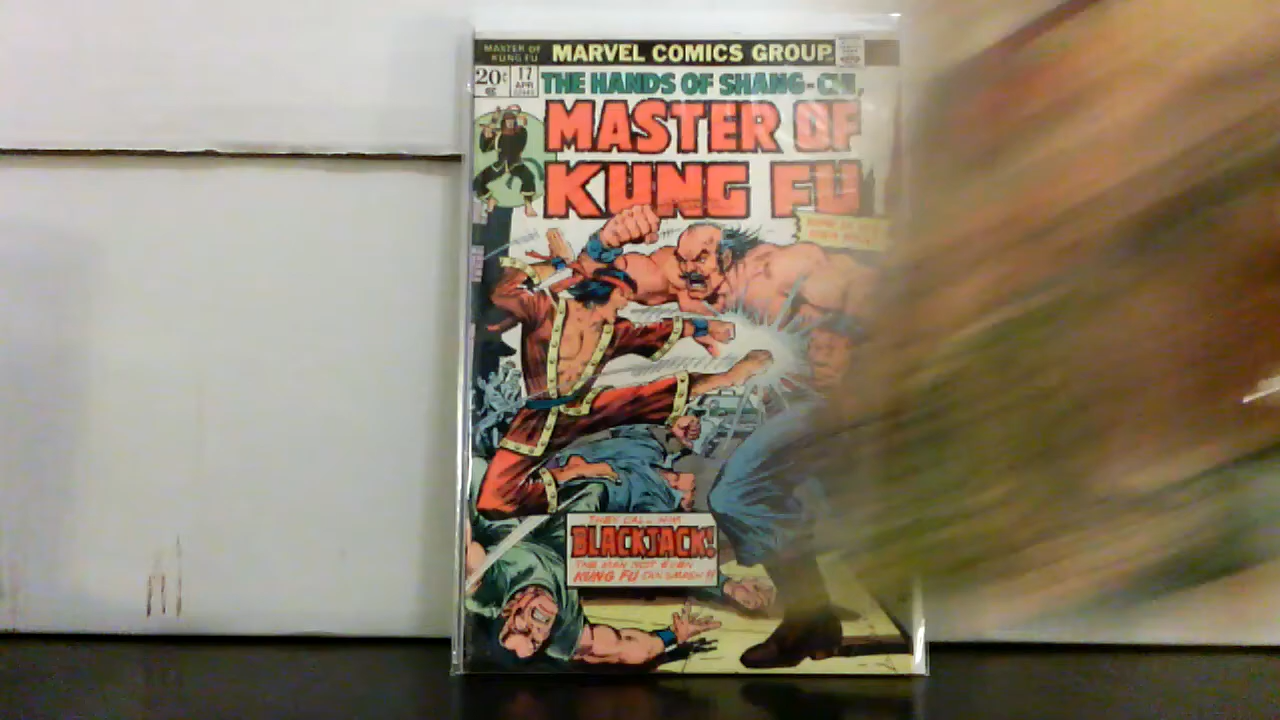 MASTER OF
KUNG FU
MARVEL COMICS GROUP
20¢
17
APR
THE HANDS OF SHANG-CHI,
MASTER OF
KUNG FU
THEY CALL HIM
BLACKJACK!
THE MAN NOT EVEN
KUNG FU CAN SMASH!!